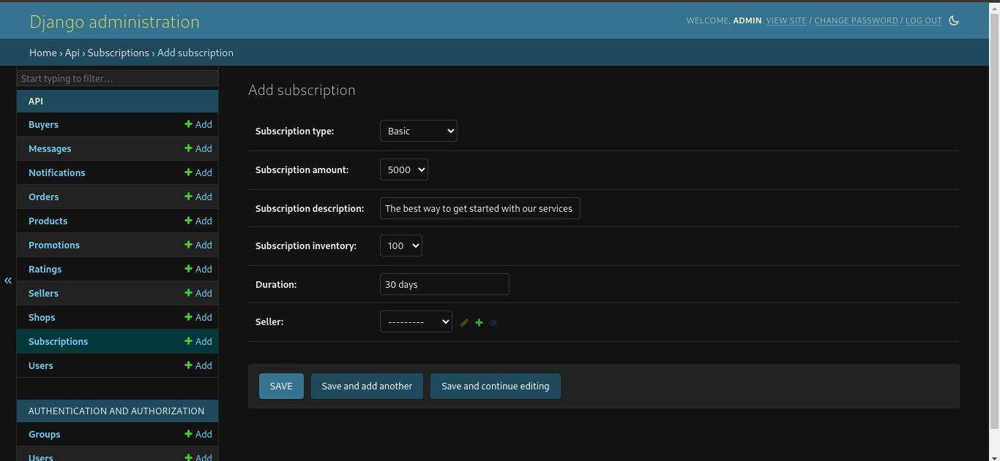 Django administration
WELCOME, ADMIN. VIEW SITE / CHANGE PASSWORD / LOG OUT
Home › Api › Subscriptions › Add subscription
Start typing to filter…
API
Buyers Add
Messages Add
Notifications Add
Orders Add
Products Add
Promotions Add
Ratings Add
Sellers Add
Shops Add
Subscriptions Add
Users Add
AUTHENTICATION AND AUTHORIZATION
Groups Add
Users Add
«
Add subscription
Subscription type: Basic
Subscription amount: 5000
Subscription description: The best way to get started with our services
Subscription inventory: 100
Duration: 30 days
Seller: ---------
SAVE Save and add another Save and continue editing